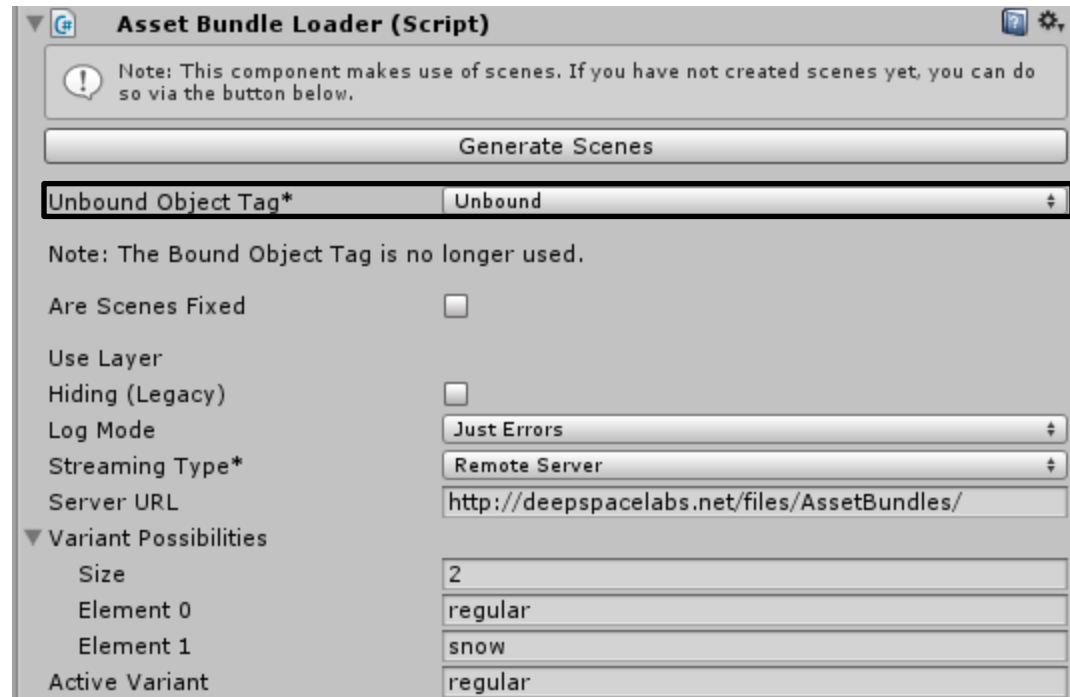 Asset Bundle Loader (Script)
Note: This component makes use of scenes. If you have not created scenes yet, you can do
so via the button below.
Generate Scenes
Unbound Object Tag* Unbound
Note: The Bound Object Tag is no longer used.
Are Scenes Fixed
Use Layer
Hiding (Legacy)
Log Mode Just Errors
Streaming Type* Remote Server
Server URL http://deepspacelabs.net/files/AssetBundles/
Variant Possibilities
Size 2
Element 0 regular
Element 1 snow
Active Variant regular